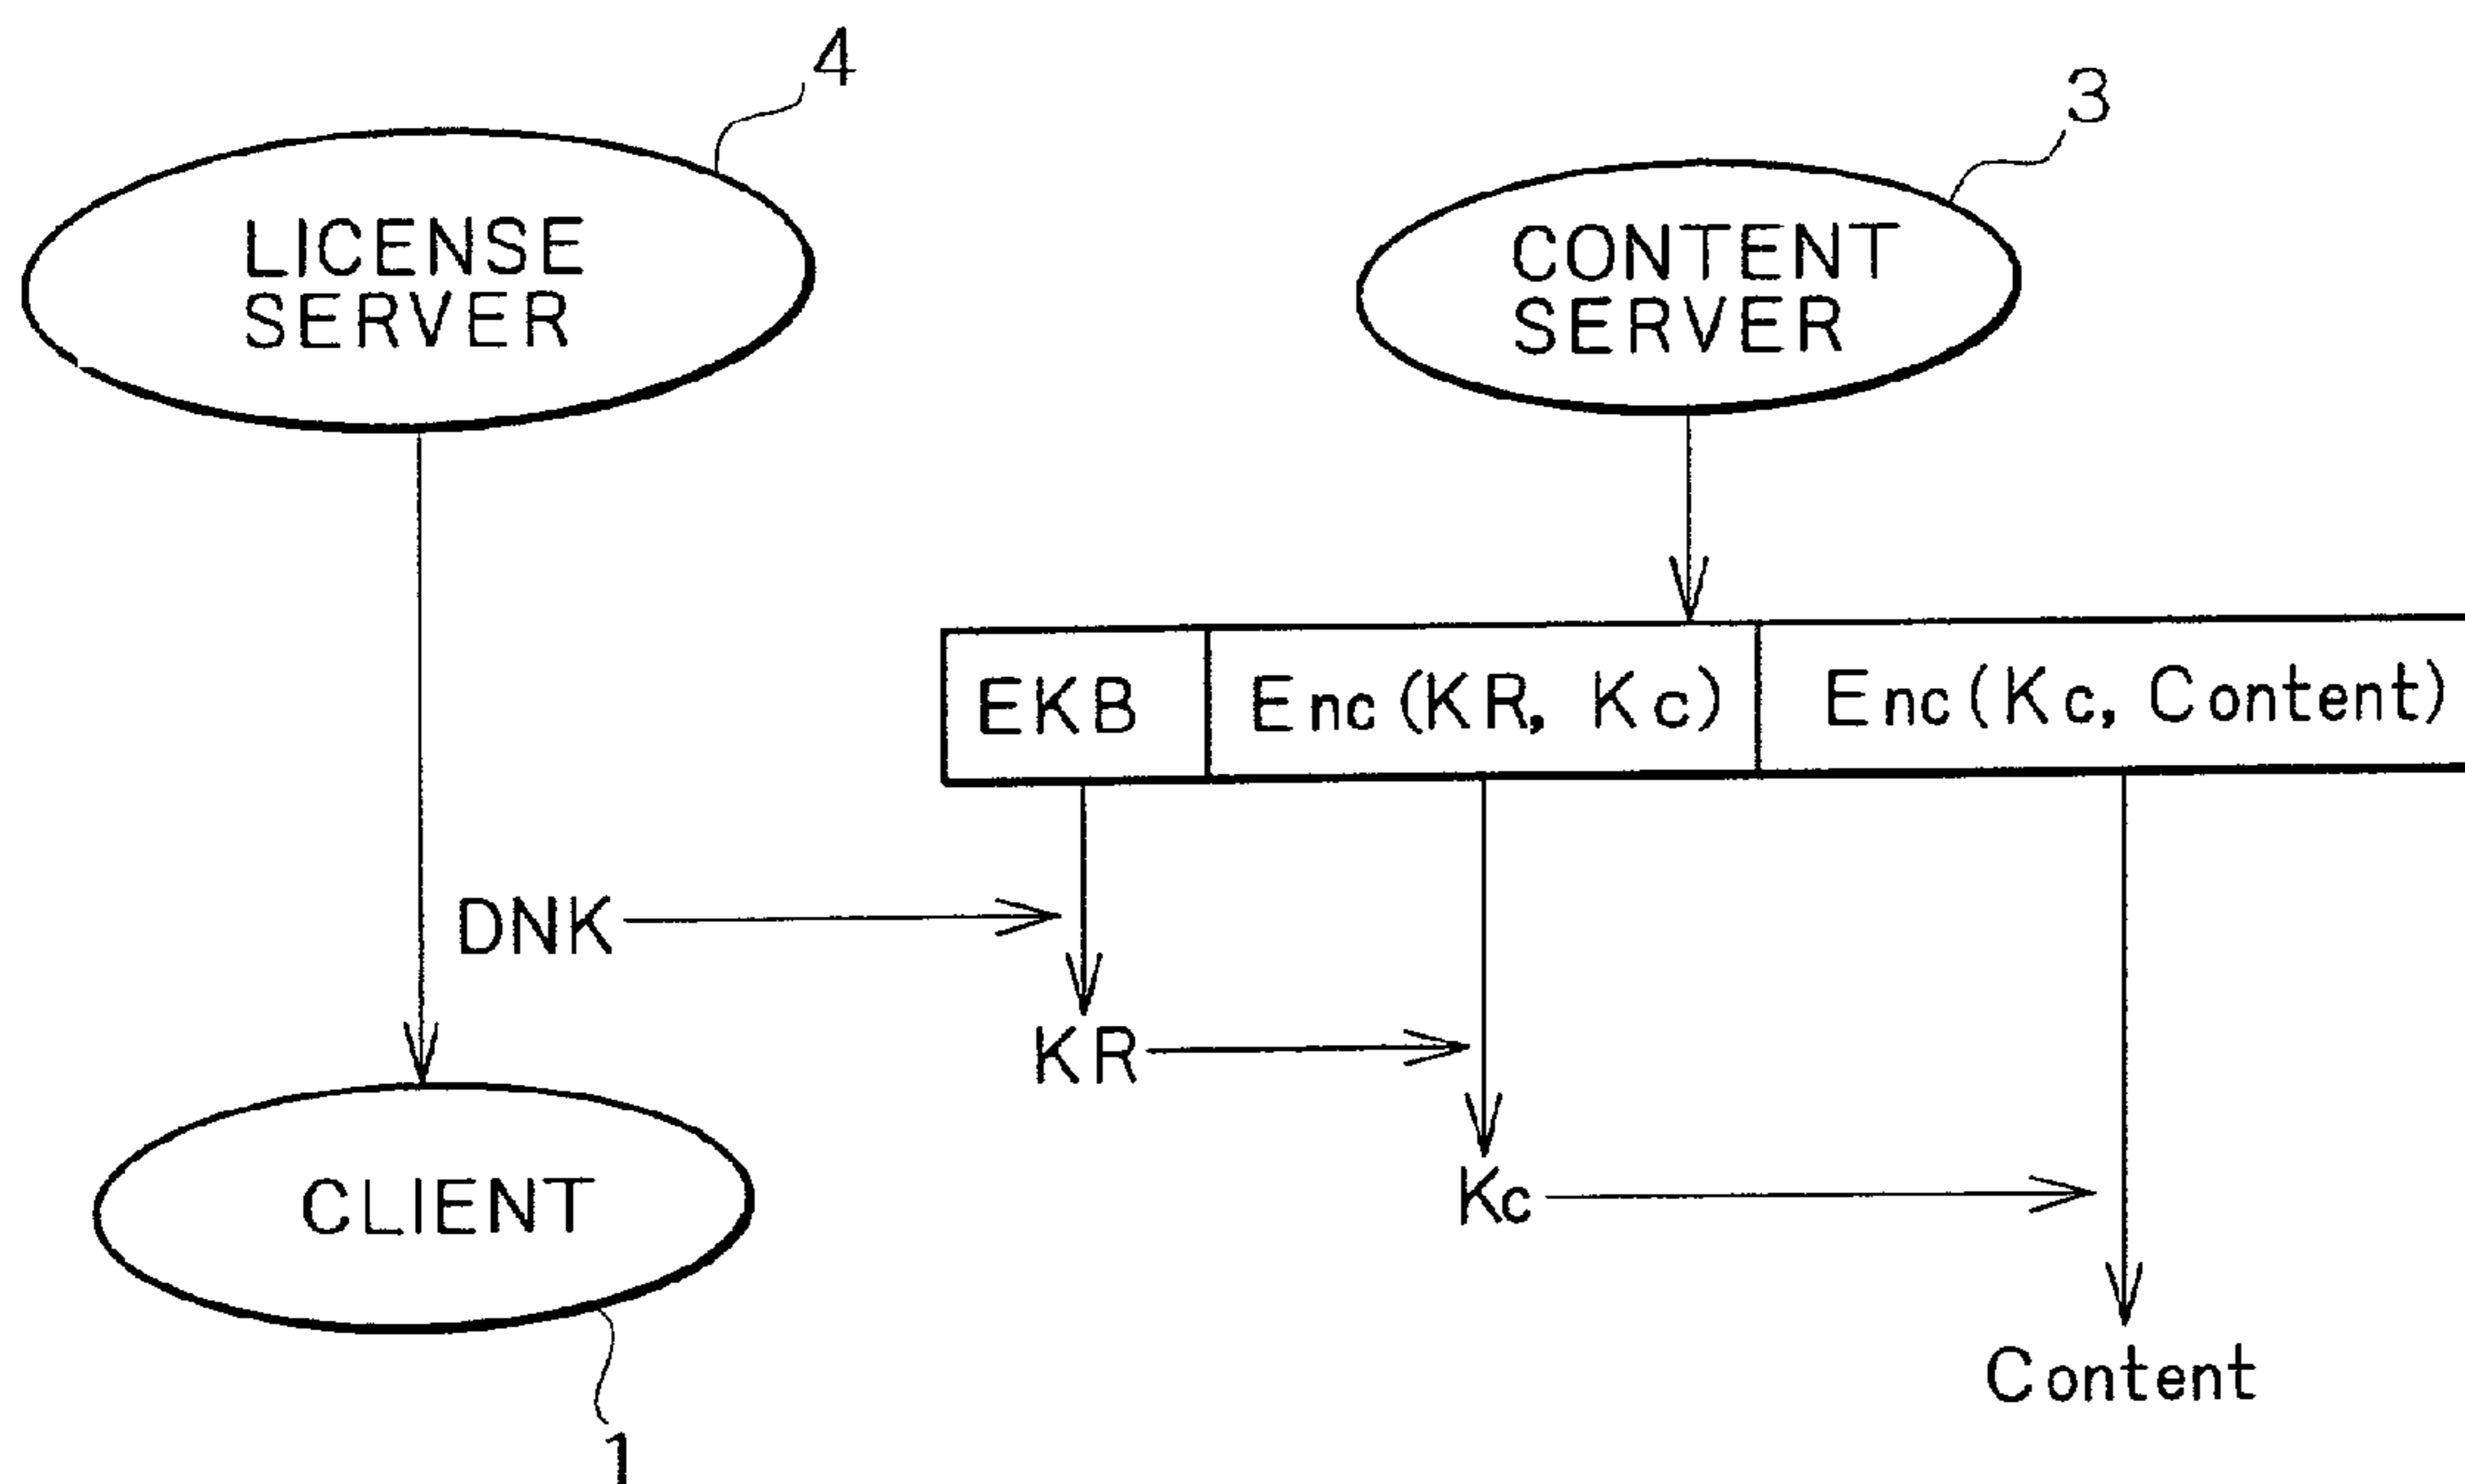 4
3
LICENSE
SERVER
CONTENT
SERVER
EKB
Enc(KR, Kc)
Enc(Kc, Content)
DNK
KR
Kc
CLIENT
Content
1